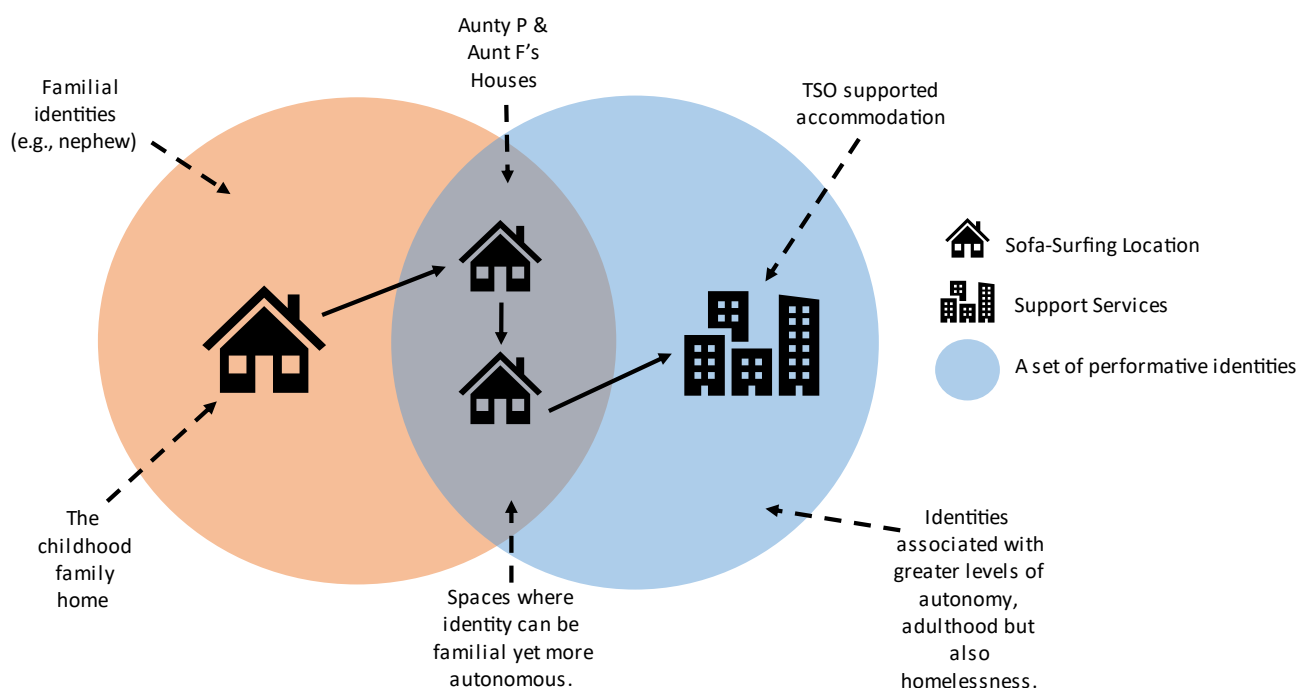 Aunty P &
Aunt F’s
Houses
Familial
identities
(e.g., nephew)
TSO supported
accommodation
Sofa-Surfing Location
Support Services
A set of performative identities
The
childhood
family
home
Spaces where
identity can be
familial yet more
autonomous.
Identities
associated with
greater levels of
autonomy,
adulthood but
also
homelessness.